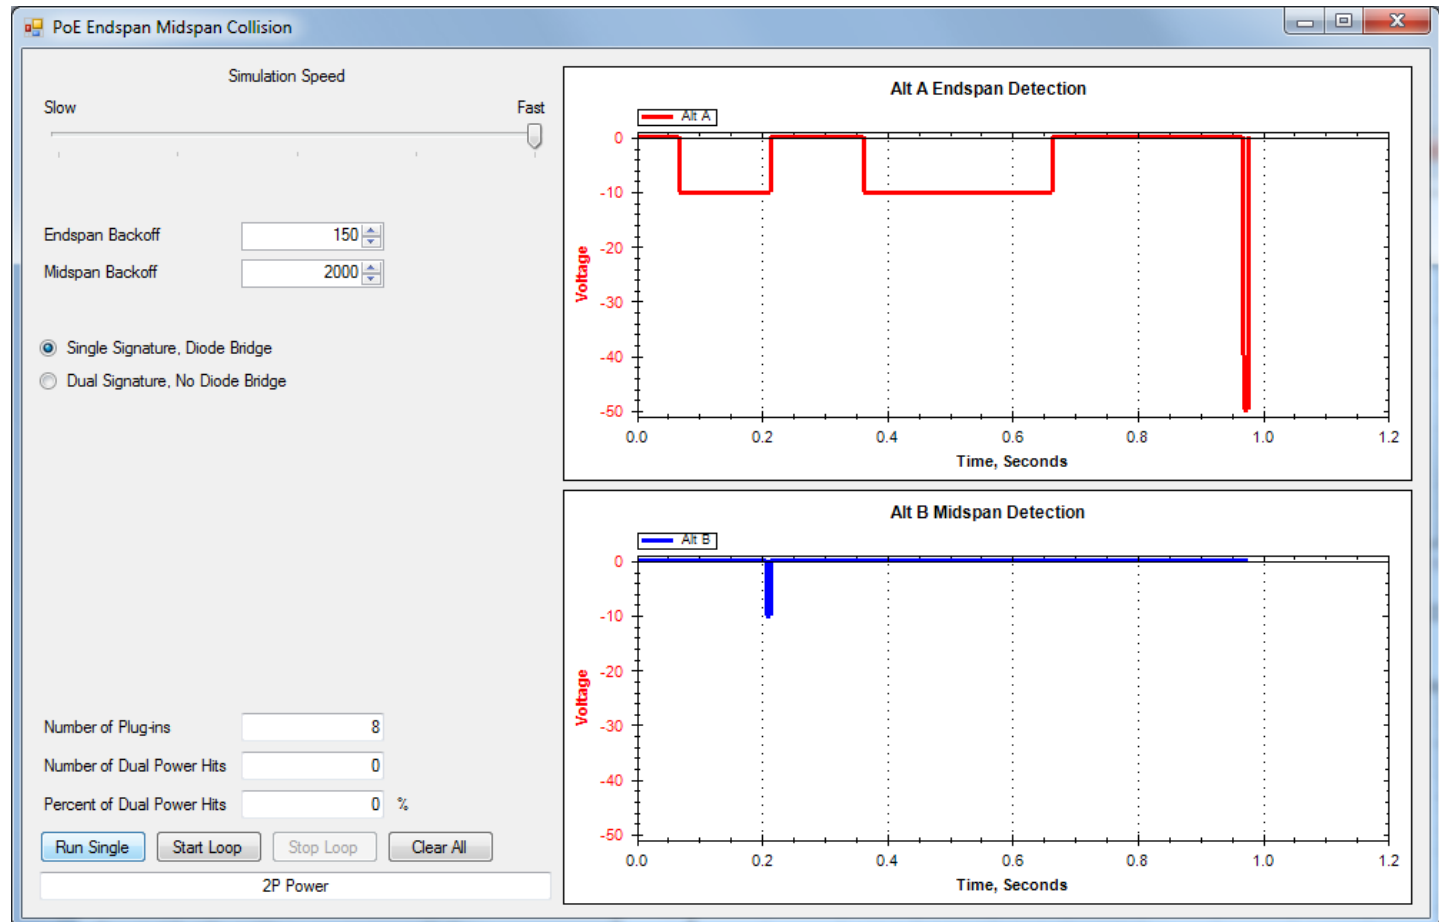 PoE Endspan Midspan Collision
Simulation Speed
Slow Fast
Endspan Backoff 150
Midspan Backoff 2000
Single Signature, Diode Bridge
Dual Signature, No Diode Bridge
Number of Plug-ins 8
Number of Dual Power Hits 0
Percent of Dual Power Hits 0 %
Run Single Start Loop Stop Loop Clear All
2P Power
Alt A Endspan Detection
Alt A
0
-10
-20
-30
-40
-50
Voltage
0.0 0.2 0.4 0.6 0.8 1.0 1.2
Time, Seconds
Alt B Midspan Detection
Alt B
0
-10
-20
-30
-40
-50
Voltage
0.0 0.2 0.4 0.6 0.8 1.0 1.2
Time, Seconds